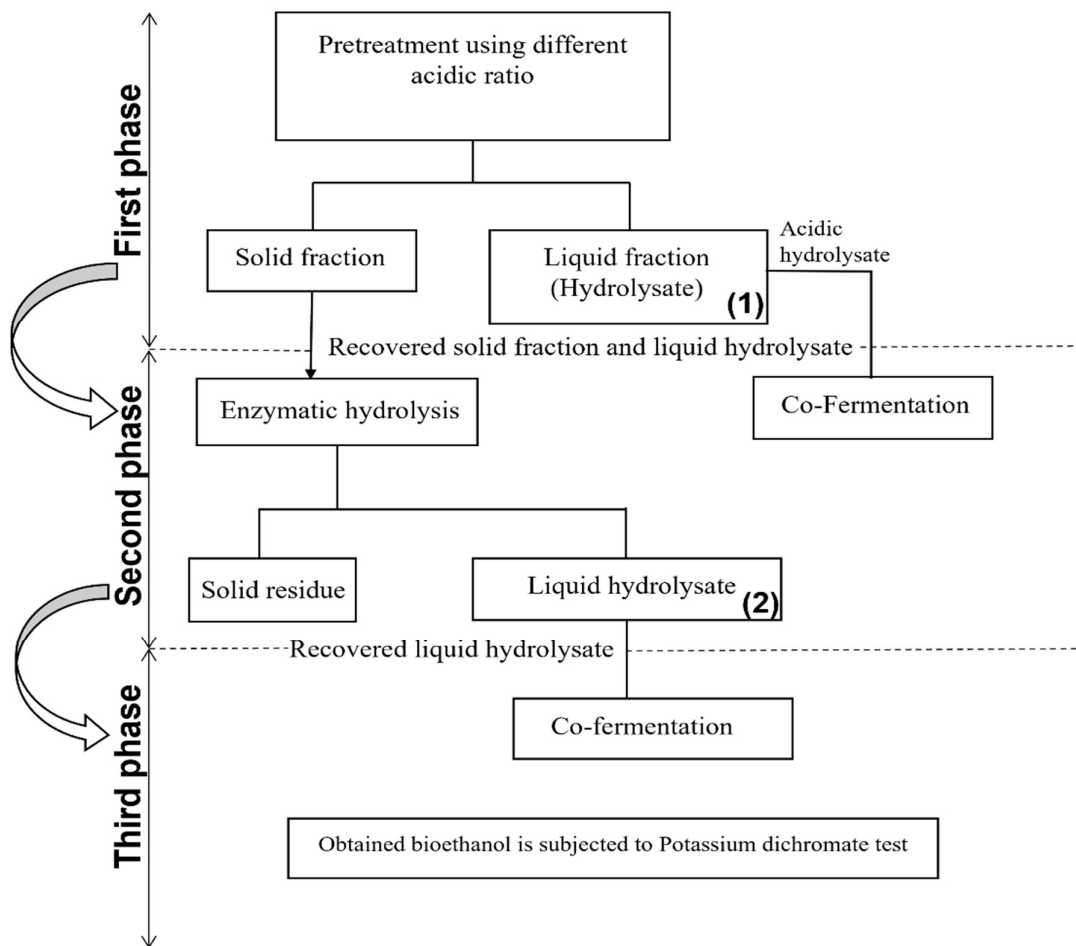 Pretreatment using different
acidic ratio
First phase
Solid fraction
Liquid fraction
(Hydrolysate)
(1)
Acidic
hydrolysate
Recovered solid fraction and liquid hydrolysate
Second phase
Enzymatic hydrolysis
Co-Fermentation
Solid residue
Liquid hydrolysate
(2)
Recovered liquid hydrolysate
Third phase
Co-fermentation
Obtained bioethanol is subjected to Potassium dichromate test